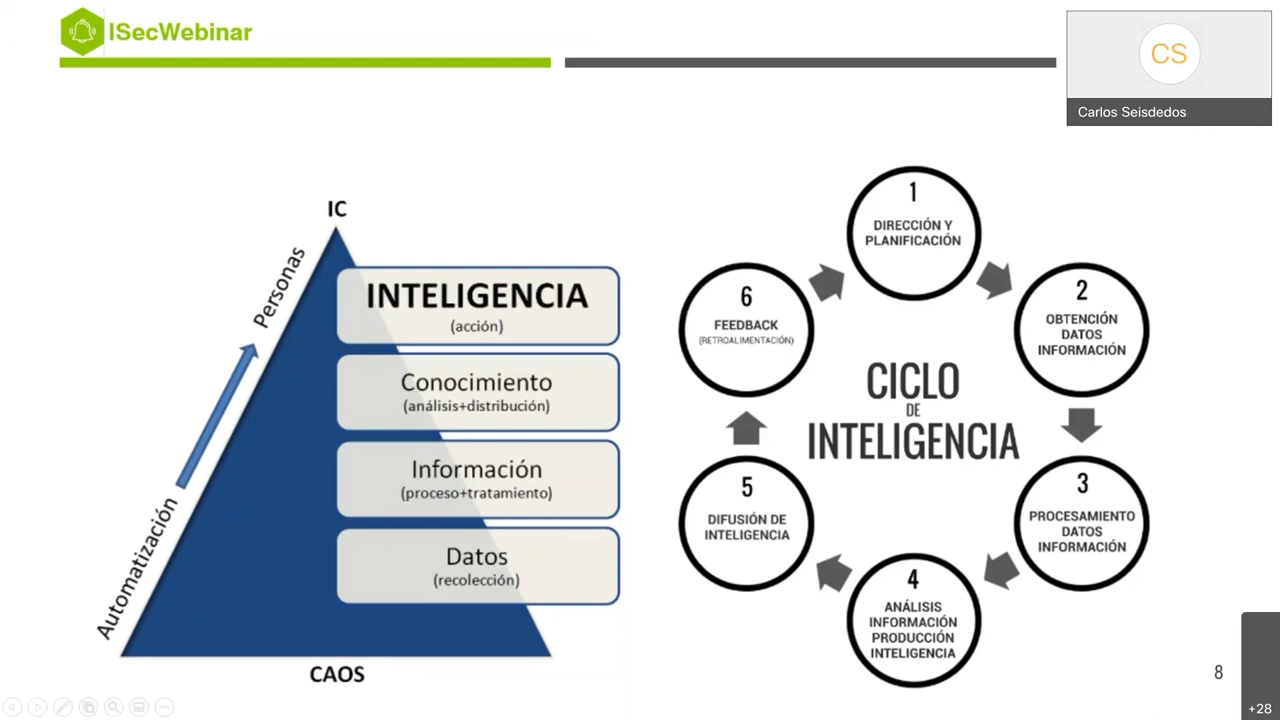 ISecWebinar
CS
Carlos Seisdedos
IC
Personas
Automatización
INTELIGENCIA
(acción)
Conocimiento
(análisis+distribución)
Información
(proceso+tratamiento)
Datos
(recolección)
CAOS
CICLO
DE
INTELIGENCIA
1
DIRECCIÓN Y
PLANIFICACIÓN
2
OBTENCIÓN
DATOS
INFORMACIÓN
3
PROCESAMIENTO
DATOS
INFORMACIÓN
4
ANÁLISIS
INFORMACIÓN
PRODUCCIÓN
INTELIGENCIA
5
DIFUSIÓN DE
INTELIGENCIA
6
FEEDBACK
(RETROALIMENTACIÓN)
8
+28